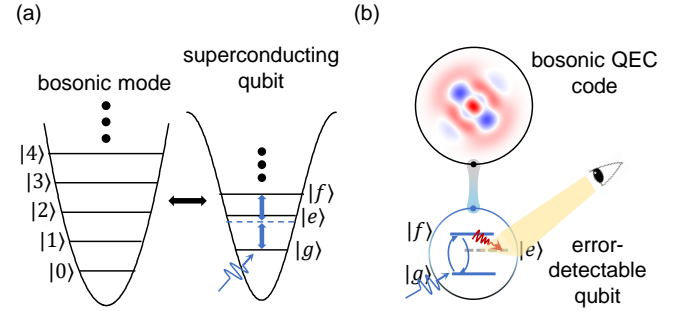 (a)
bosonic mode
superconducting
qubit
|4⟩
|3⟩
|2⟩
|1⟩
|0⟩
|f⟩
|e⟩
|g⟩
(b)
bosonic QEC
code
|f⟩
|e⟩
|g⟩
error-
detectable
qubit